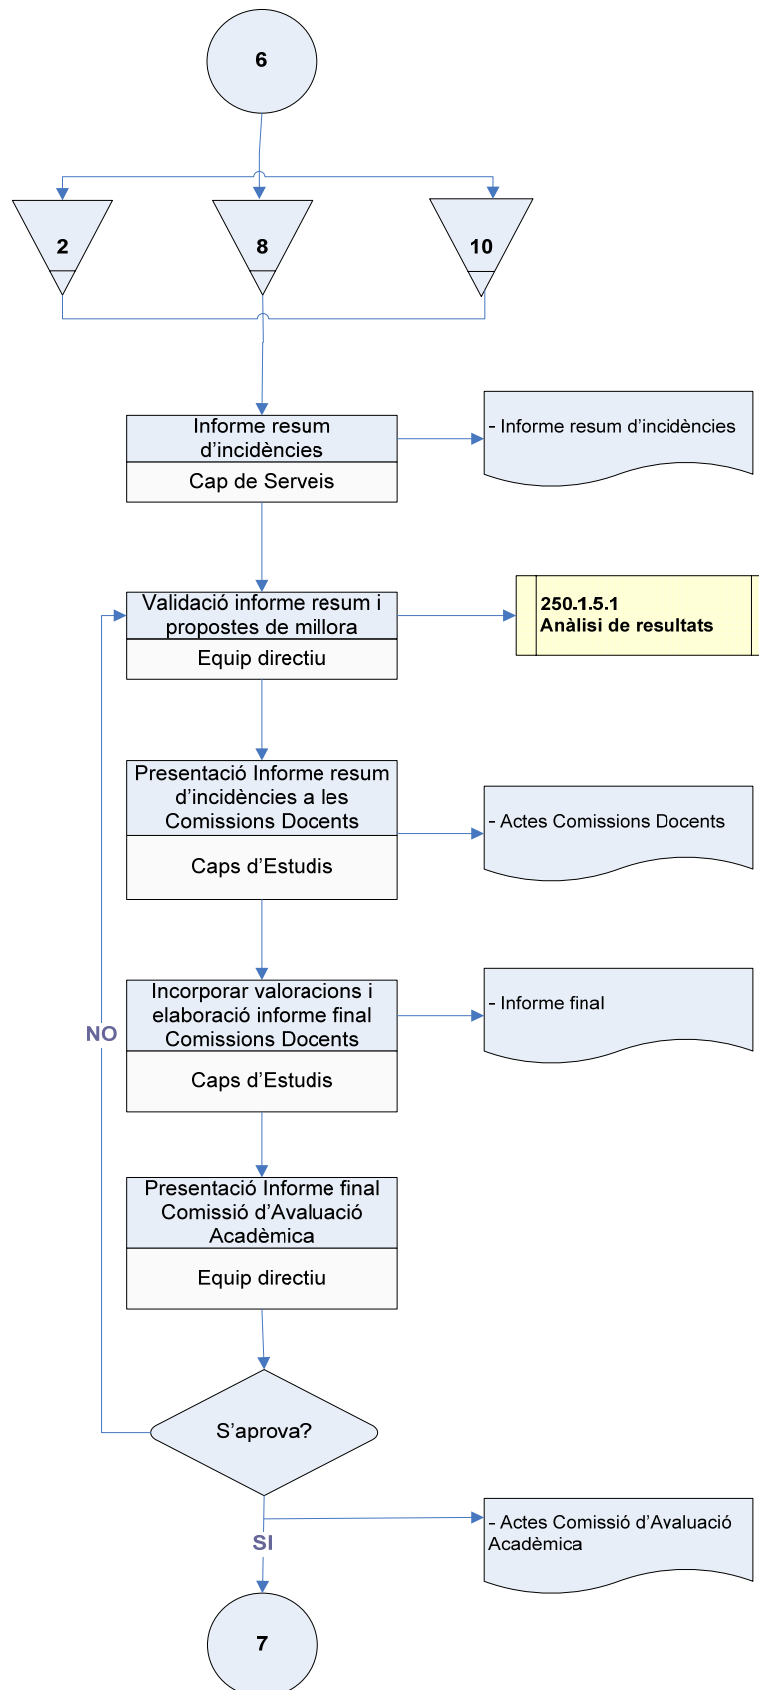 6
2
8
10
Informe resum
d’incidències
Cap de Serveis
- Informe resum d’incidències
Validació informe resum i
propostes de millora
Equip directiu
250.1.5.1
Anàlisi de resultats
Presentació Informe resum
d’incidències a les
Comissions Docents
Caps d’Estudis
- Actes Comissions Docents
Incorporar valoracions i
elaboració informe final
Comissions Docents
Caps d’Estudis
- Informe final
NO
Presentació Informe final
Comissió d’Avaluació
Acadèmica
Equip directiu
S’aprova?
- Actes Comissió d’Avaluació
Acadèmica
SI
7